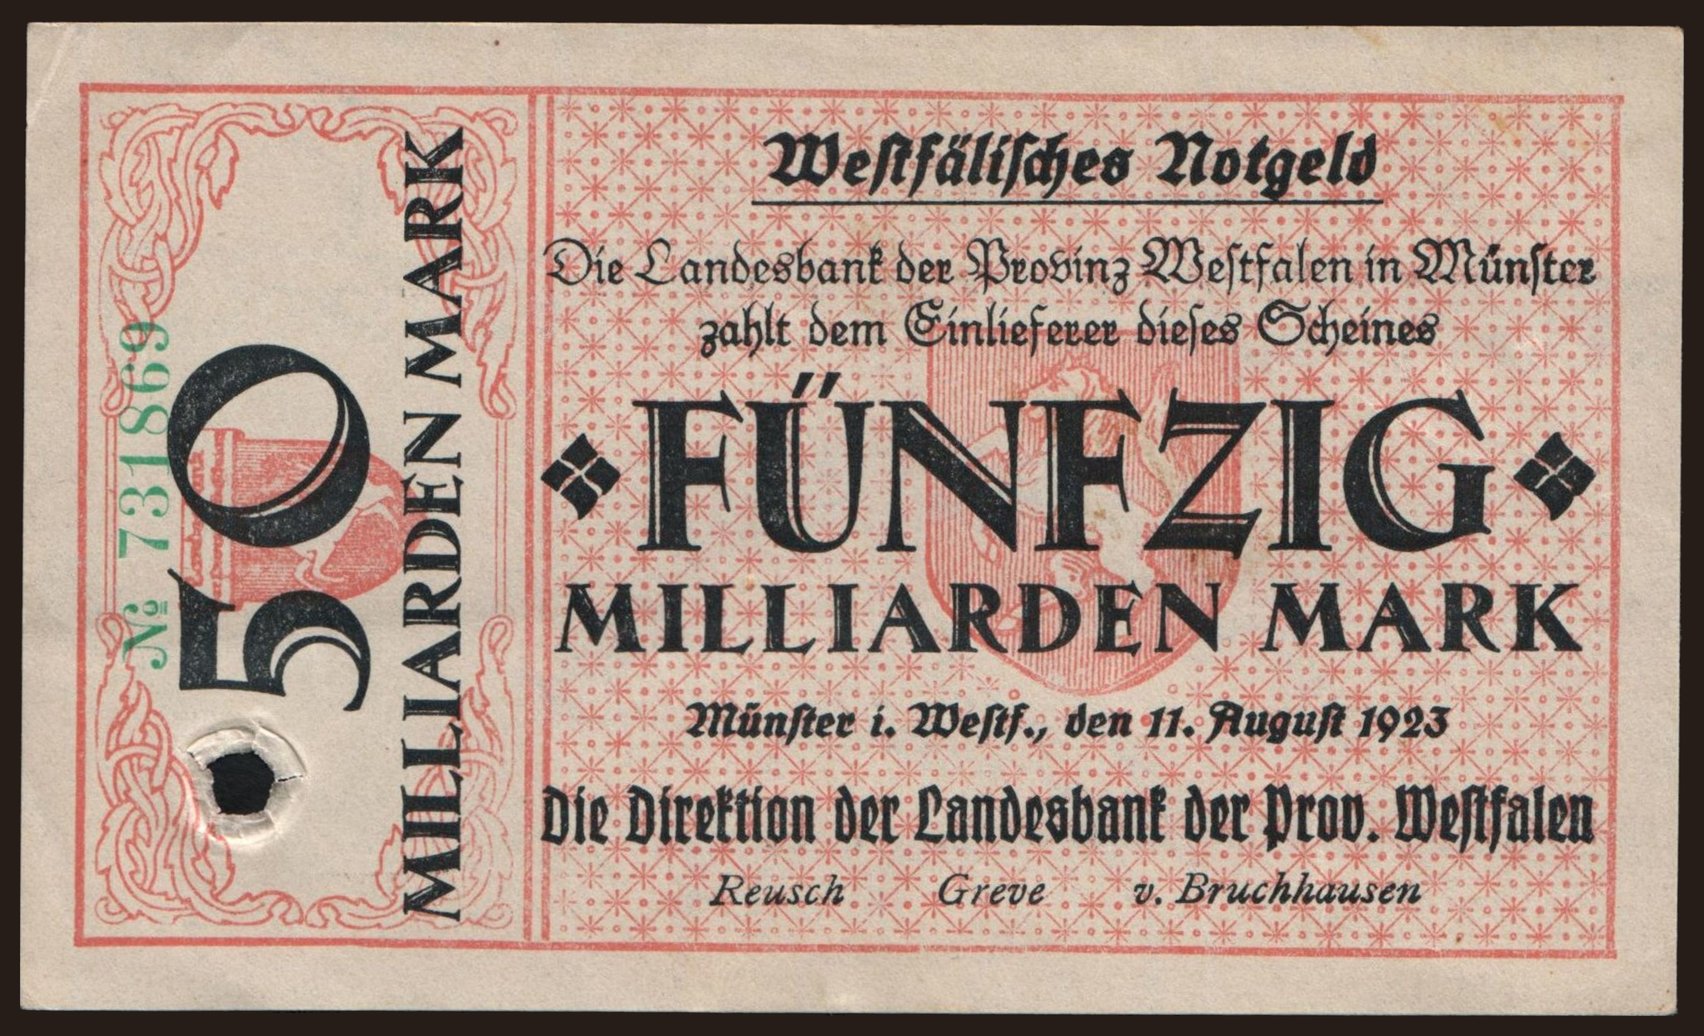 № 731869
50
MILLIARDEN MARK
Westfälisches Notgeld
Die Landesbank der Provinz Westfalen in Münster
zahlt dem Einlieferer dieses Scheines
FÜNFZIG
MILLIARDEN MARK
Münster i. Westf., den 11. August 1923
Die Direktion der Landesbank der Prov. Westfalen
Reusch Greve v. Bruchhausen